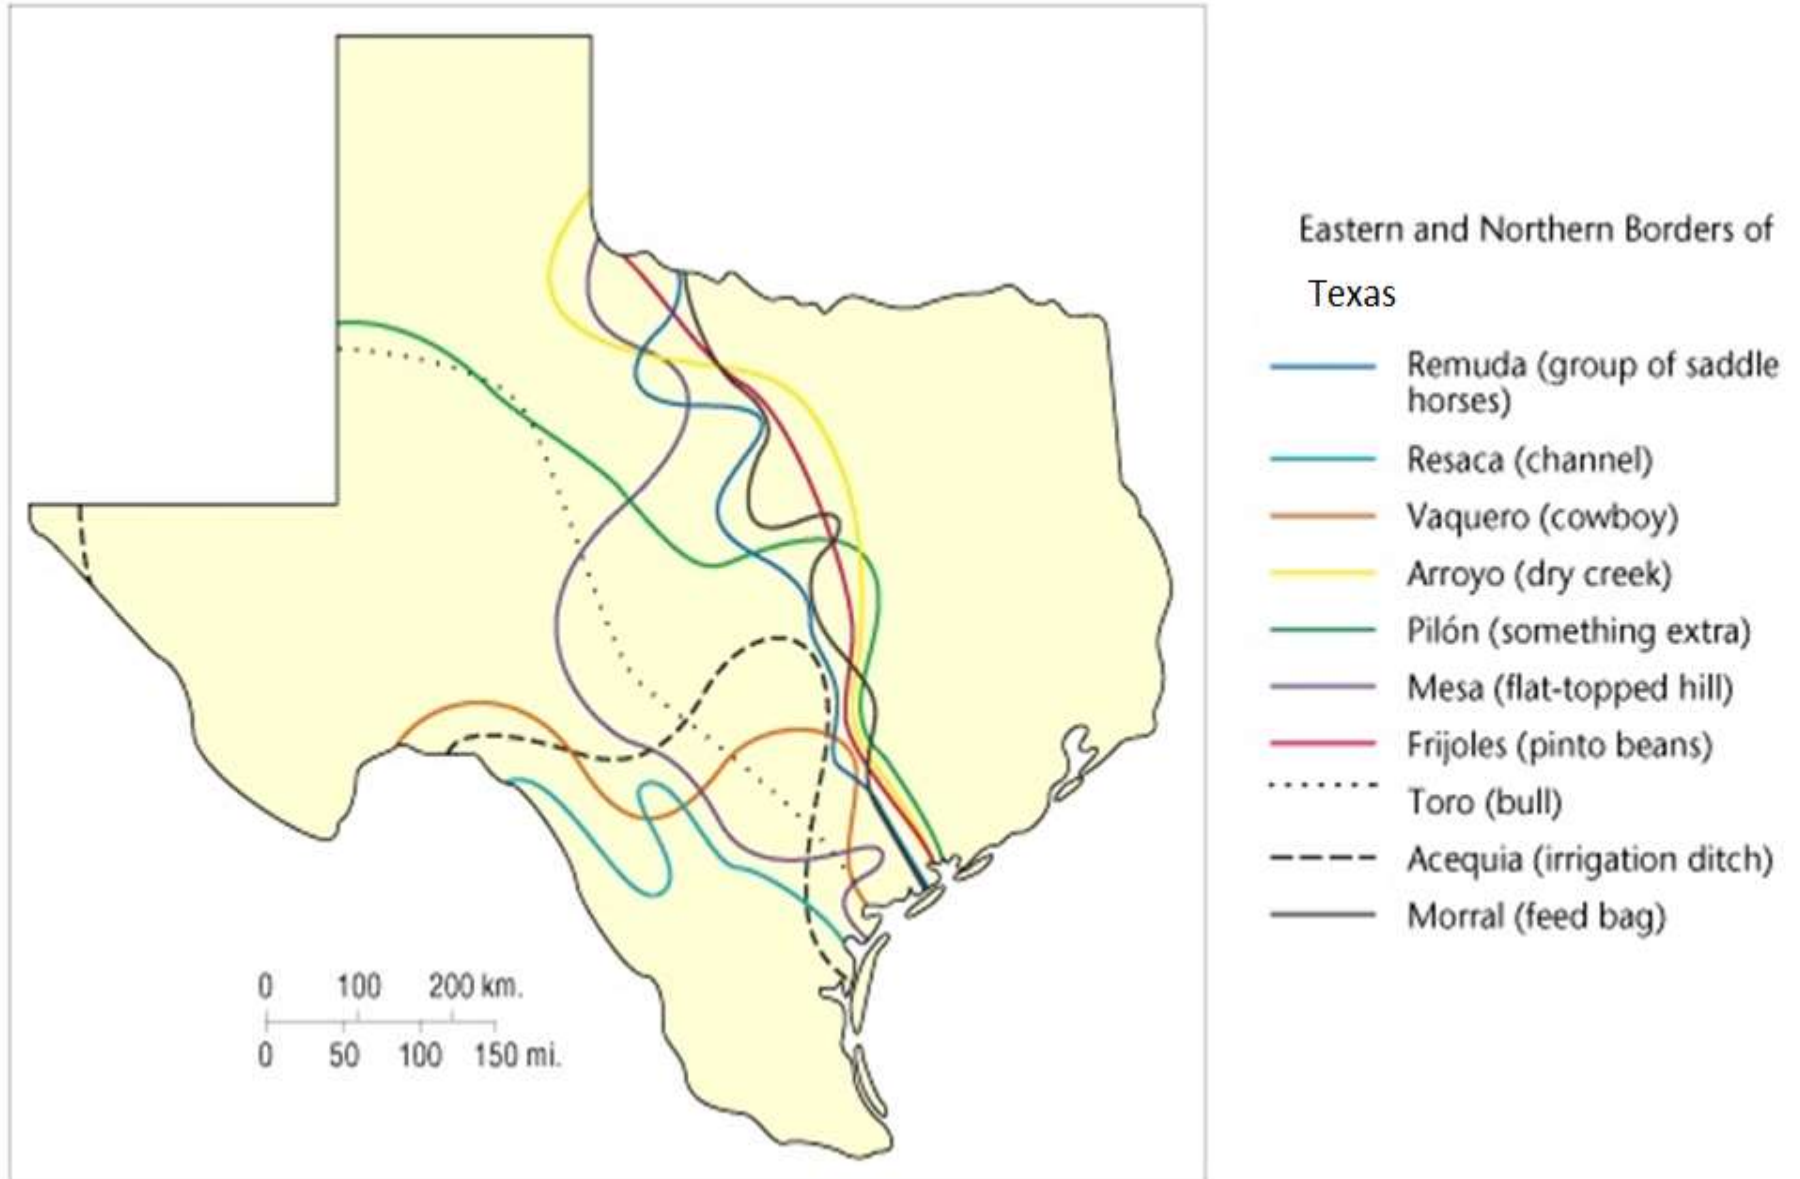 Eastern and Northern Borders of
Texas
Remuda (group of saddle
horses)
Resaca (channel)
Vaquero (cowboy)
Arroyo (dry creek)
Pilón (something extra)
Mesa (flat-topped hill)
Frijoles (pinto beans)
Toro (bull)
Acequia (irrigation ditch)
Morral (feed bag)
0 100 200 km.
0 50 100 150 mi.